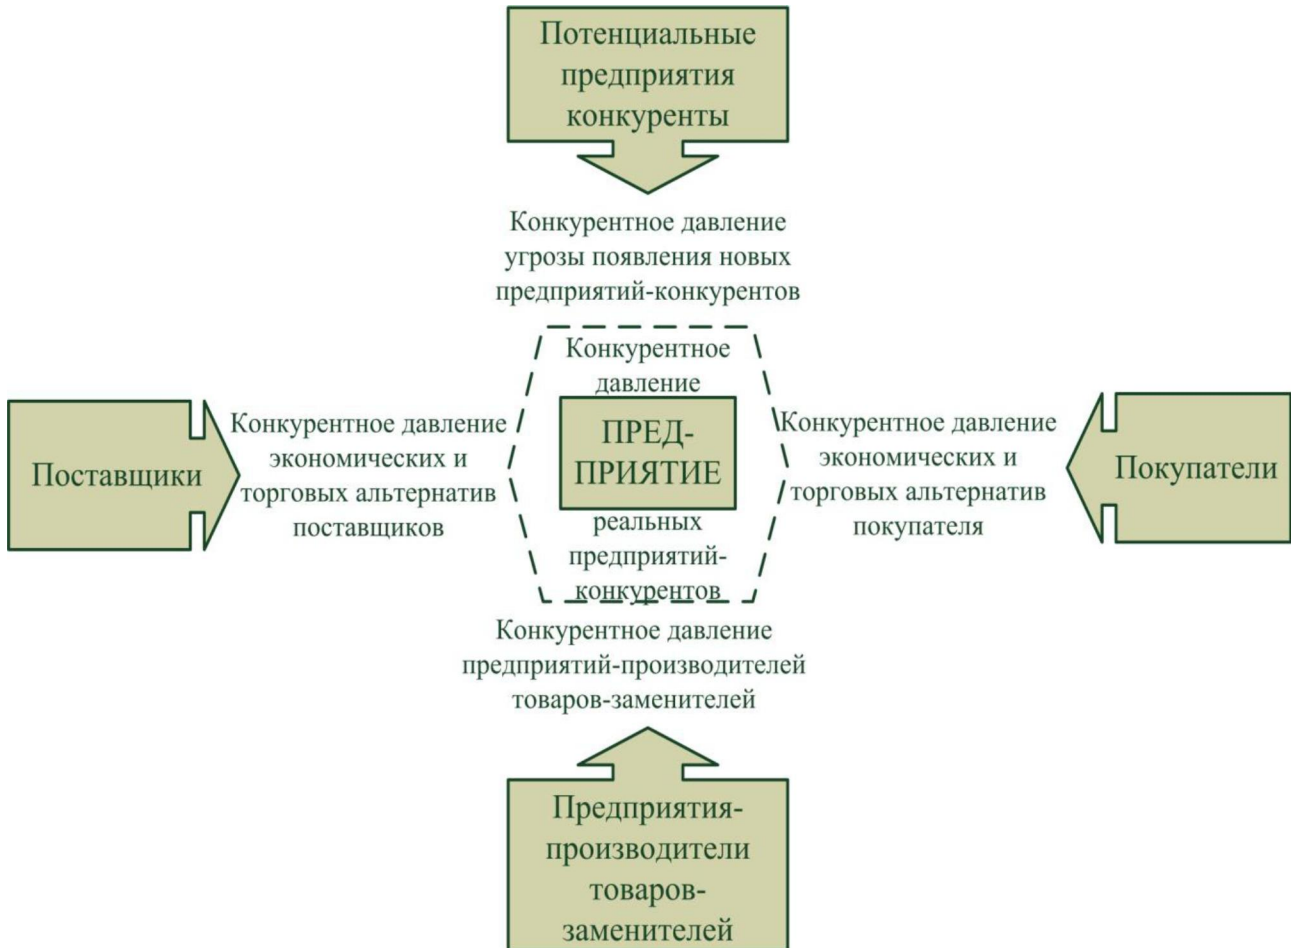 Потенциальные
предприятия
конкуренты
Конкурентное давление
угрозы появления новых
предприятий-конкурентов
Поставщики
Конкурентное давление
экономических и
торговых альтернатив
поставщиков
Конкурентное
давление
ПРЕД-
ПРИЯТИЕ
реальных
предприятий-
конкурентов
Конкурентное давление
экономических и
торговых альтернатив
покупателя
Покупатели
Конкурентное давление
предприятий-производителей
товаров-заменителей
Предприятия-
производители
товаров-
заменителей